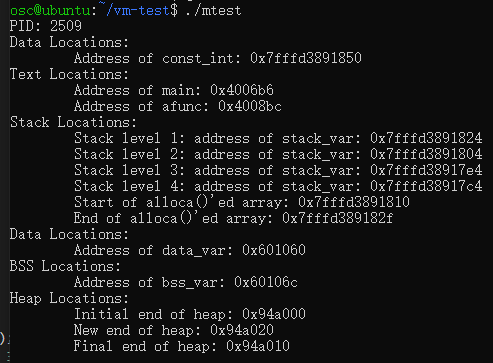 osc@ubuntu:~/vm-test$ ./mtest
PID: 2509
Data Locations:
        Address of const_int: 0x7fffd3891850
Text Locations:
        Address of main: 0x4006b6
        Address of afunc: 0x4008bc
Stack Locations:
        Stack level 1: address of stack_var: 0x7fffd3891824
        Stack level 2: address of stack_var: 0x7fffd3891804
        Stack level 3: address of stack_var: 0x7fffd38917e4
        Stack level 4: address of stack_var: 0x7fffd38917c4
        Start of alloca()'ed array: 0x7fffd3891810
        End of alloca()'ed array: 0x7fffd389182f
Data Locations:
        Address of data_var: 0x601060
BSS Locations:
        Address of bss_var: 0x60106c
Heap Locations:
        Initial end of heap: 0x94a000
        New end of heap: 0x94a020
        Final end of heap: 0x94a010